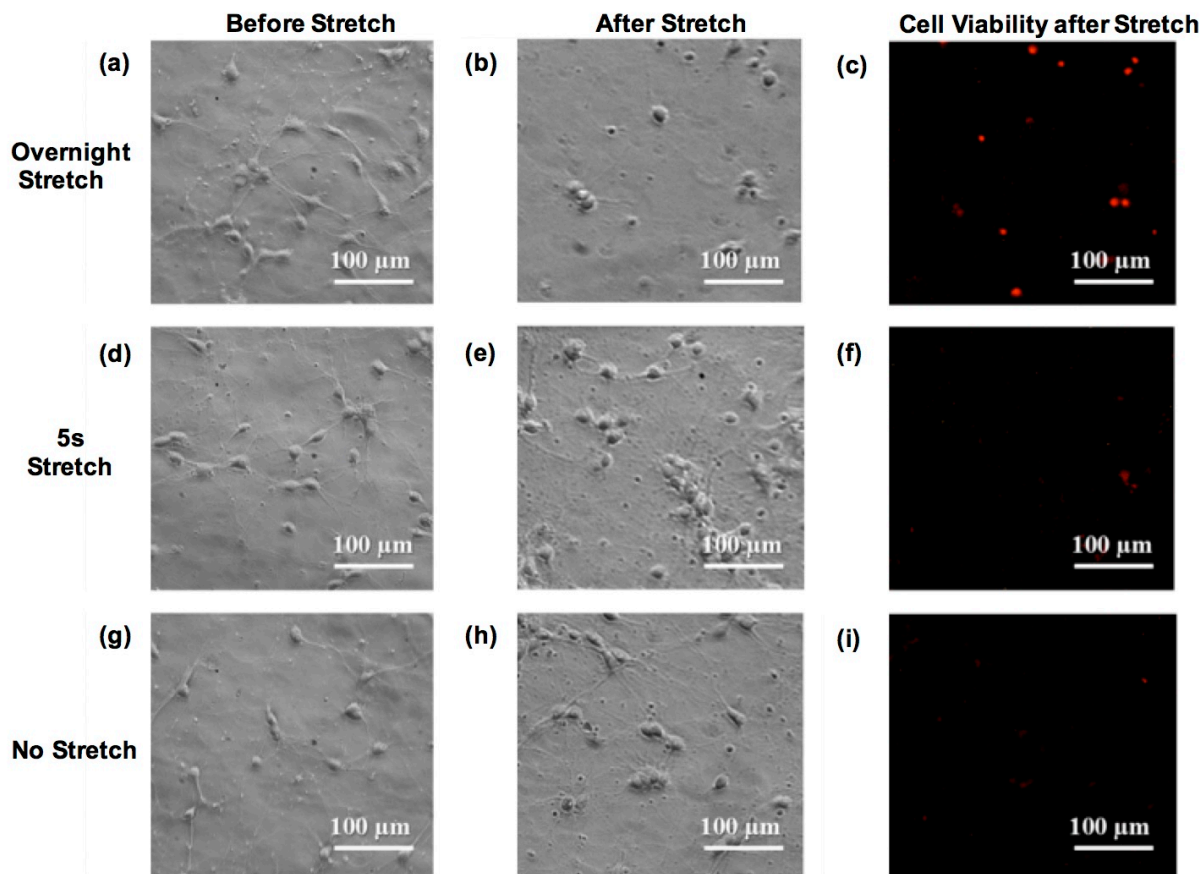 Before Stretch
After Stretch
Cell Viability after Stretch
(a)
(b)
(c)
Overnight
Stretch
100 µm
100 µm
100 µm
(d)
(e)
(f)
5s
Stretch
100 µm
100 µm
100 µm
(g)
(h)
(i)
No Stretch
100 µm
100 µm
100 µm